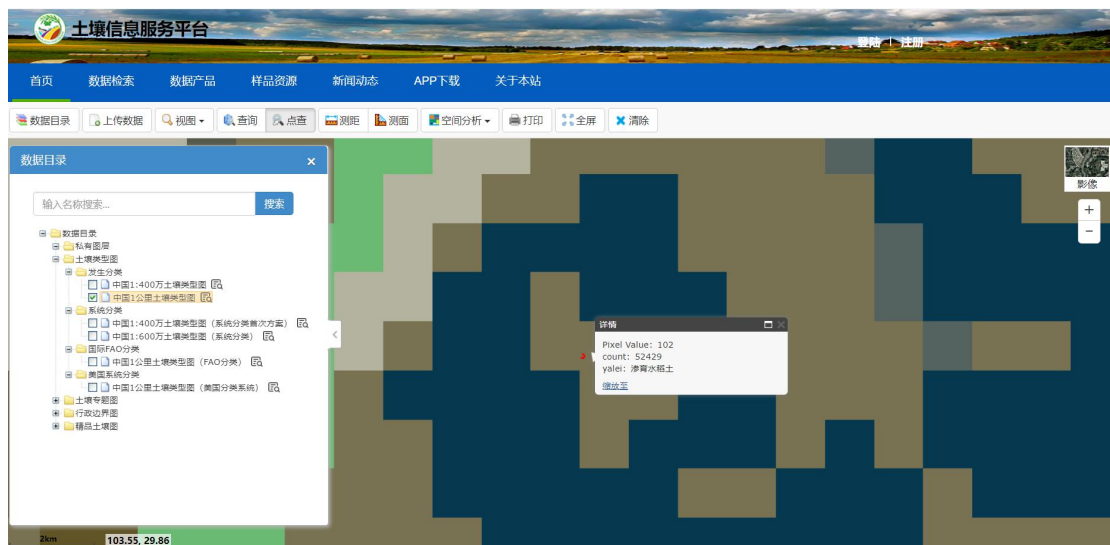 土壤信息服务平台
登陆 | 注册
首页 数据检索 数据产品 样品资源 新闻动态 APP下载 关于本站
数据目录 上传数据 视图 查询 点查 测距 测面 空间分析 打印 全屏 清除
数据目录 ×
影像
输入名称搜索... 搜索
+
−
数据目录
私有图层
土壤类型图
发生分类
中国1:400万土壤类型图
中国1公里土壤类型图
系统分类
中国1:400万土壤类型图（系统分类首次方案）
中国1:600万土壤类型图（系统分类）
国际FAO分类
中国1公里土壤类型图（FAO分类）
美国系统分类
中国1公里土壤类型图（美国分类系统）
土壤专题图
行政边界图
精品土壤图
详情
Pixel Value: 102
count: 52429
yalei: 渗育水稻土
缩放至
2km 103.55, 29.86